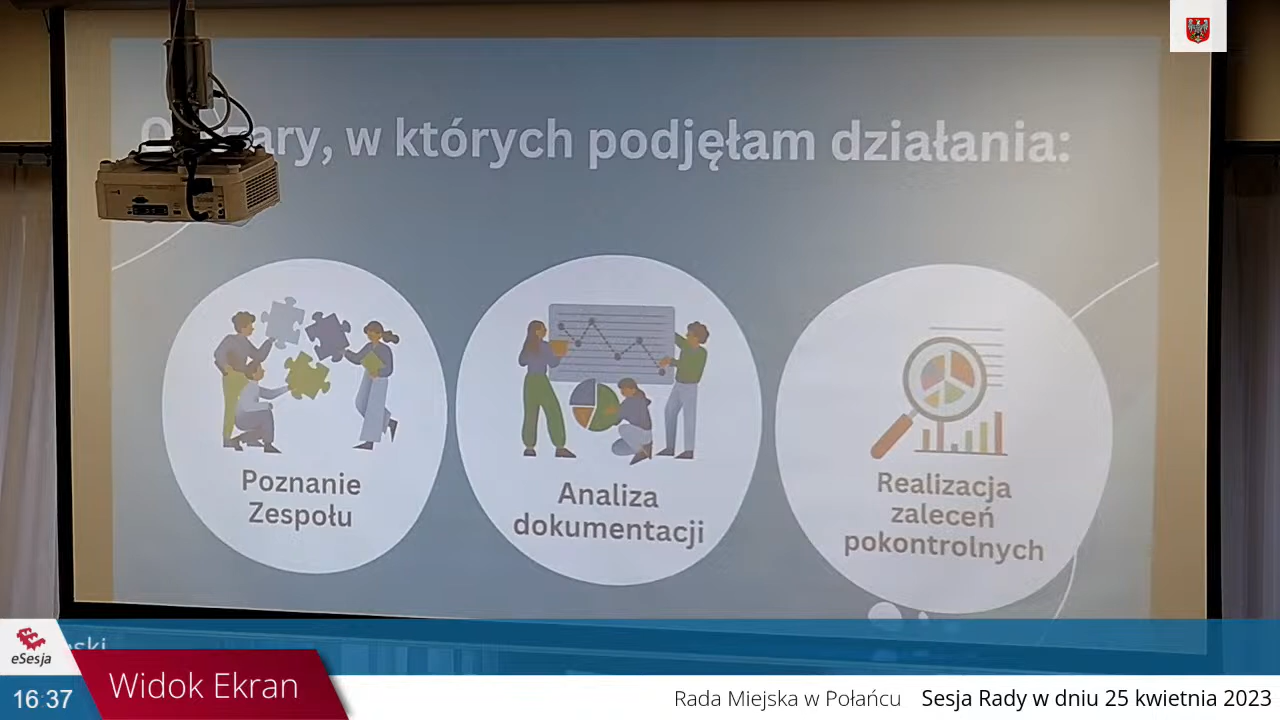 w których podjęłam działania:
Poznanie
Zespołu
Analiza
dokumentacji
Realizacja
zaleceń
pokontrolnych
eSesja
16:37
Widok Ekran
Rada Miejska w Połańcu Sesja Rady w dniu 25 kwietnia 2023